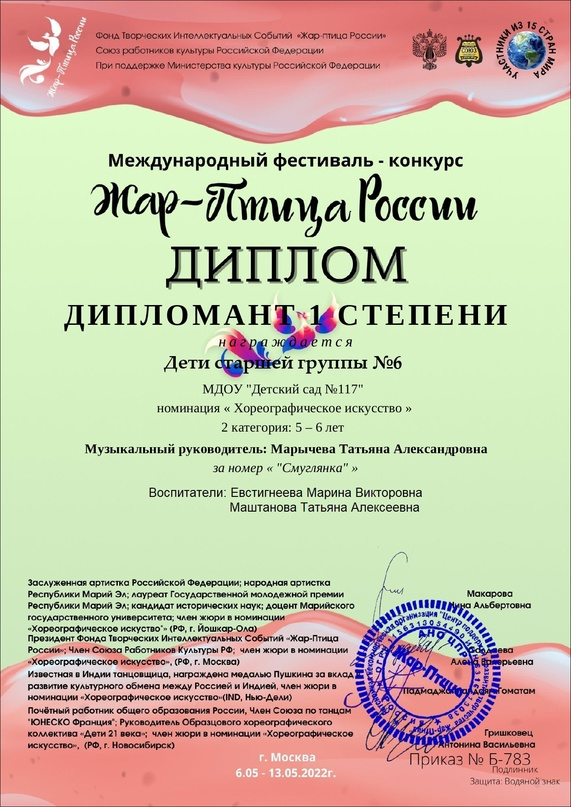 Жар-Птица России
Фонд Творческих Интеллектуальных Событий «Жар-птица России»
Союз работников культуры Российской Федерации
При поддержке Министерства культуры Российской Федерации
УЧАСТНИКИ ИЗ 15 СТРАН МИРА
Международный фестиваль - конкурс
Жар-Птица России
ДИПЛОМ
ДИПЛОМАНТ 1 СТЕПЕНИ
награждается
Дети старшей группы №6
МДОУ "Детский сад №117"
номинация « Хореографическое искусство »
2 категория: 5 – 6 лет
Музыкальный руководитель: Марычева Татьяна Александровна
за номер « "Смуглянка" »
Воспитатели: Евстигнеева Марина Викторовна
Маштанова Татьяна Алексеевна
Заслуженная артистка Российской Федерации; народная артистка
Республики Марий Эл; лауреат Государственной молодежной премии
Республики Марий Эл; кандидат исторических наук; доцент Марийского
государственного университета; член жюри в номинации
«Хореографическое искуство"» (РФ, г. Йошкар-Ола)
Макарова
Нина Альбертовна
Президент Фонда Творческих Интеллектуальных Событий «Жар-Птица
России»; Член Союза Работников Культуры РФ; член жюри в номинации
«Хореографическое искусство», (РФ, г. Москва)
Алена Валерьевна
Известная в Индии танцовщица, награждена медалью Пушкина за вклад
развитие культурного обмена между Россией и Индией, член жюри в
номинации «Хореографическое искусство»(IND, Нью-Дели)
Гоматам
Почётный работник общего образования России, Член Союза по танцам
"ЮНЕСКО Франция"; Руководитель Образцового хореографического
коллектива «Дети 21 века»; член жюри в номинации «Хореографическое
искусство», (РФ, г. Новосибирск)
Гришковец
Антонина Васильевна
Жар-Птица
г. Москва
6.05 - 13.05.2022г.
Приказ № Б-783
Подлинник
Защита: Водяной знак